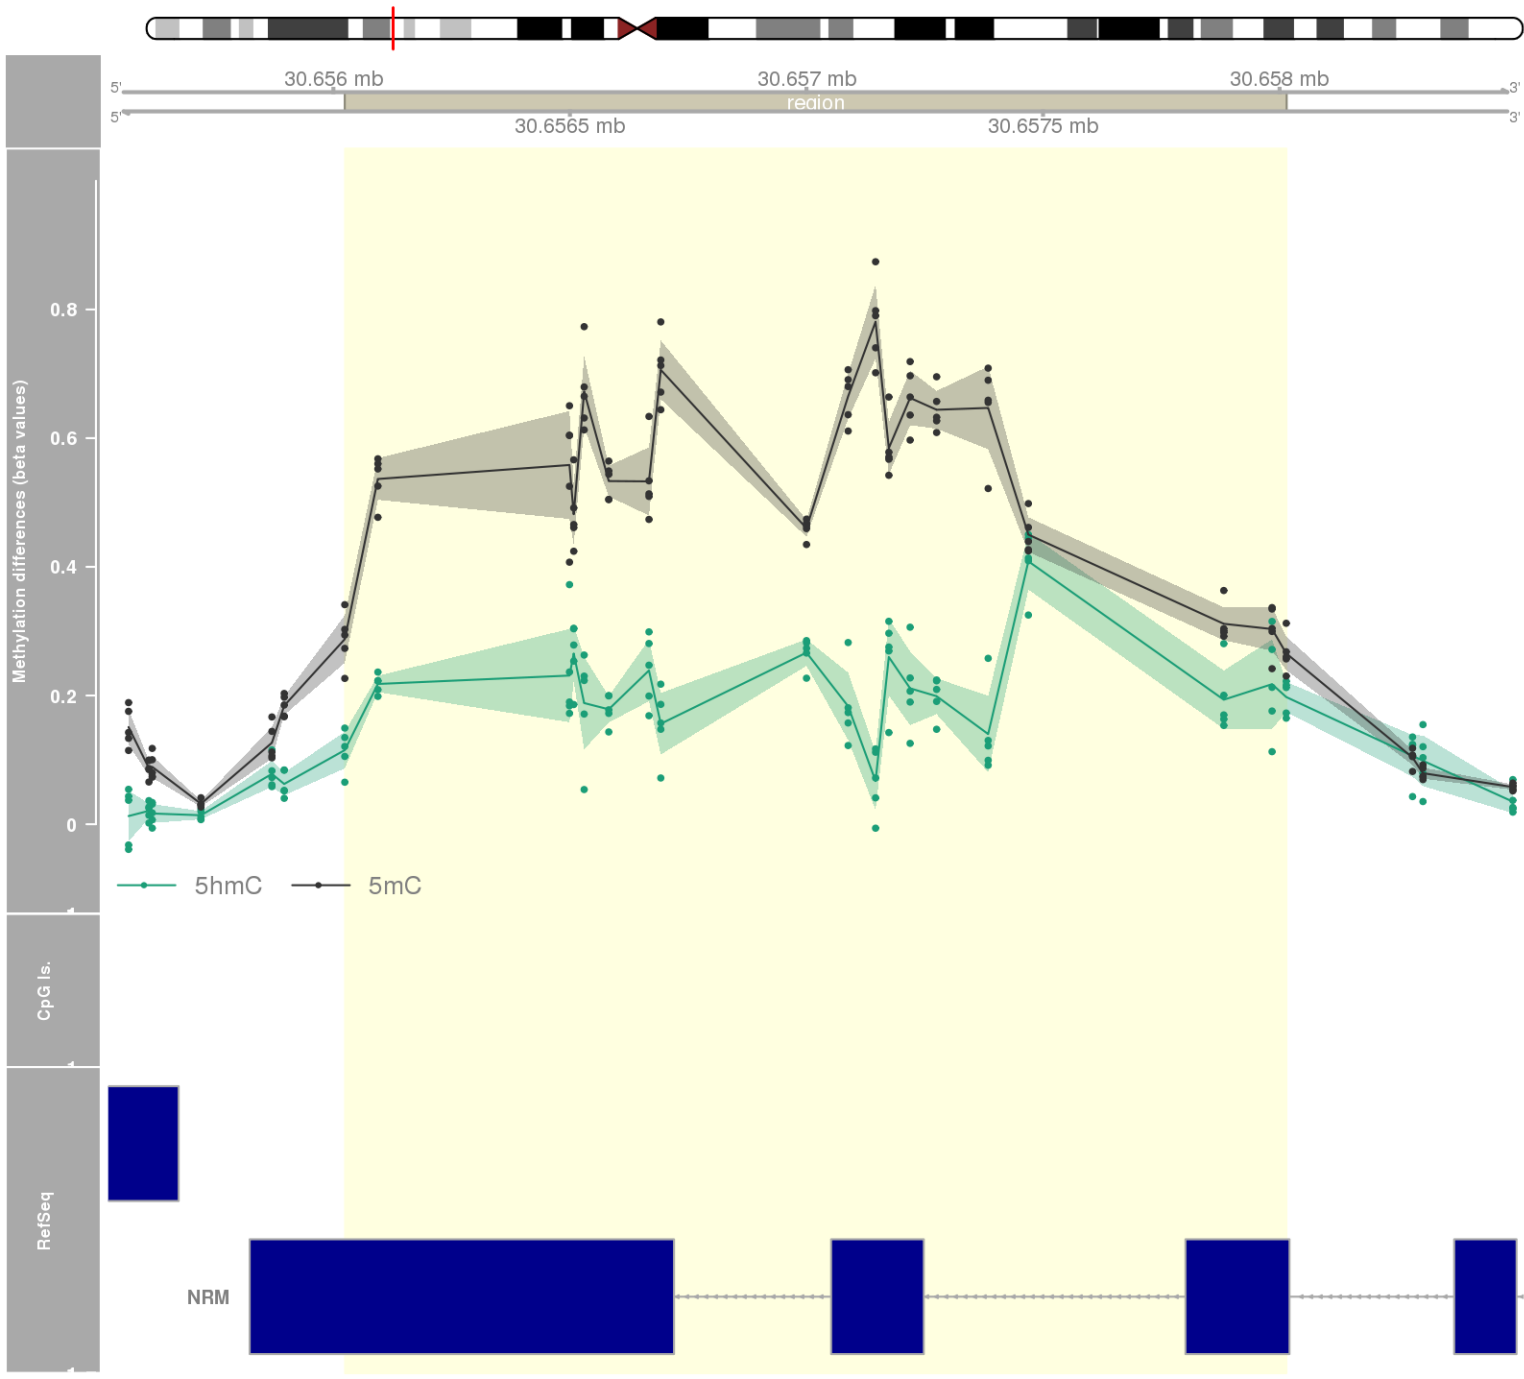 30.656 mb 30.657 mb 30.658 mb
5' 3'
region
5' 3'
30.6565 mb 30.6575 mb
Methylation differences (beta values)
0.8
0.6
0.4
0.2
0
5hmC 5mC
CpG Is.
RefSeq
NRM